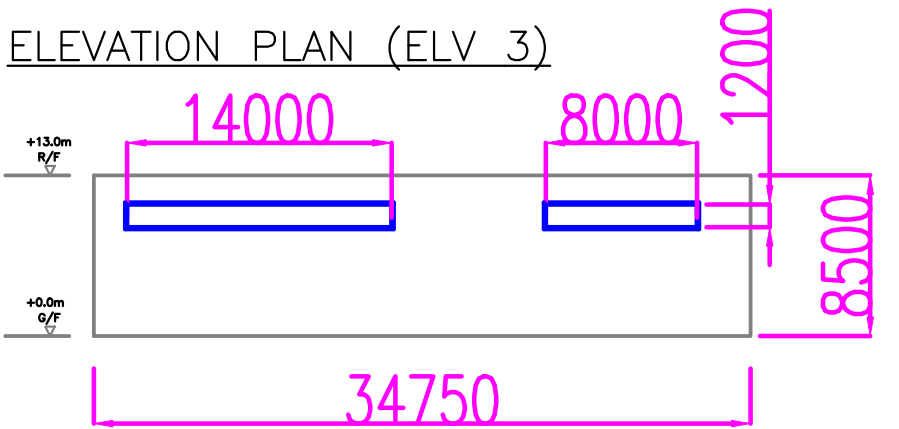 ELEVATION PLAN (ELV 3)
1200
14000
8000
+13.0m
R/F
8500
+0.0m
G/F
34750